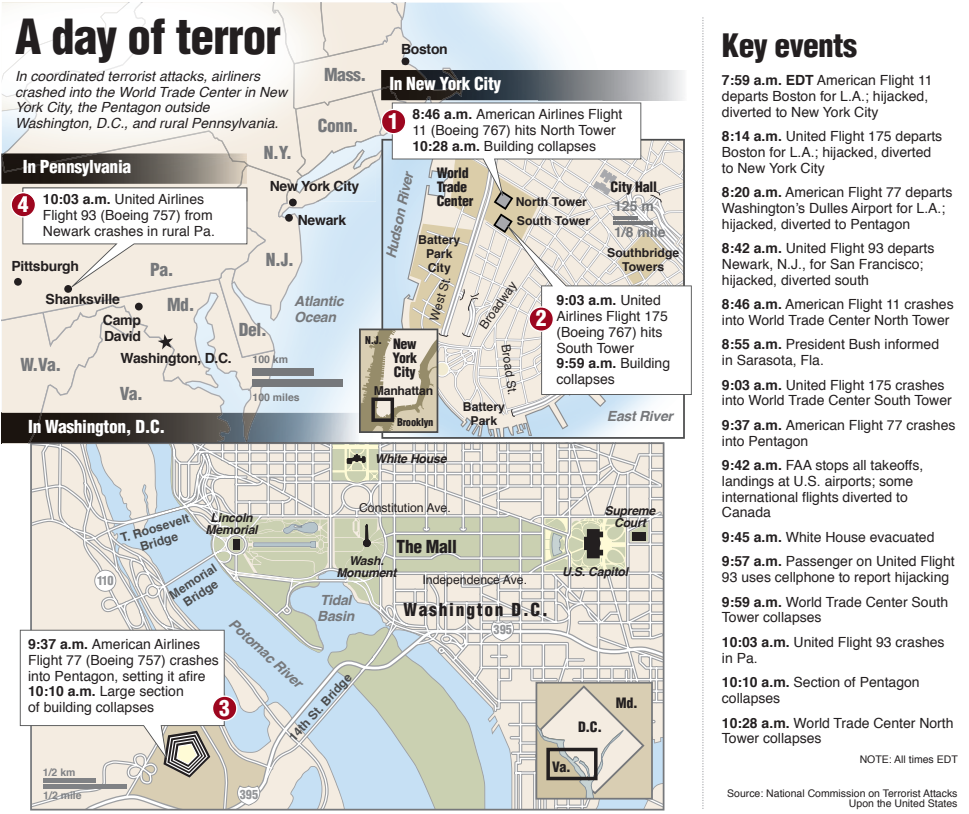 A day of terror
In coordinated terrorist attacks, airliners
crashed into the World Trade Center in New
York City, the Pentagon outside
Washington, D.C., and rural Pennsylvania.
Boston
Mass.
Conn.
N.Y.
New York City
Newark
N.J.
In Pennsylvania
4
10:03 a.m. United Airlines
Flight 93 (Boeing 757) from
Newark crashes in rural Pa.
Pittsburgh
Pa.
Shanksville
Md.
Camp
David
Del.
Atlantic
Ocean
W.Va.
Washington, D.C.
Va.
100 km
100 miles
In New York City
1
8:46 a.m. American Airlines Flight
11 (Boeing 767) hits North Tower
10:28 a.m. Building collapses
World
Trade
Center
North Tower
South Tower
City Hall
125 m
1/8 mile
Hudson River
Battery
Park
City
Southbridge
Towers
West St.
Broadway
Broad St.
2
9:03 a.m. United
Airlines Flight 175
(Boeing 767) hits
South Tower
9:59 a.m. Building
collapses
Battery
Park
East River
N.J.
New
York
City
Manhattan
Brooklyn
In Washington, D.C.
White House
Constitution Ave.
T. Roosevelt
Bridge
Lincoln
Memorial
Wash.
Monument
The Mall
Supreme
Court
U.S. Capitol
Independence Ave.
110
Memorial
Bridge
Tidal
Basin
Washington D.C.
395
Potomac River
14th St. Bridge
9:37 a.m. American Airlines
Flight 77 (Boeing 757) crashes
into Pentagon, setting it afire
10:10 a.m. Large section
of building collapses
3
1/2 km
1/2 mile
395
Md.
D.C.
Va.
Key events
7:59 a.m. EDT American Flight 11
departs Boston for L.A.; hijacked,
diverted to New York City
8:14 a.m. United Flight 175 departs
Boston for L.A.; hijacked, diverted
to New York City
8:20 a.m. American Flight 77 departs
Washington's Dulles Airport for L.A.;
hijacked, diverted to Pentagon
8:42 a.m. United Flight 93 departs
Newark, N.J., for San Francisco;
hijacked, diverted south
8:46 a.m. American Flight 11 crashes
into World Trade Center North Tower
8:55 a.m. President Bush informed
in Sarasota, Fla.
9:03 a.m. United Flight 175 crashes
into World Trade Center South Tower
9:37 a.m. American Flight 77 crashes
into Pentagon
9:42 a.m. FAA stops all takeoffs,
landings at U.S. airports; some
international flights diverted to
Canada
9:45 a.m. White House evacuated
9:57 a.m. Passenger on United Flight
93 uses cellphone to report hijacking
9:59 a.m. World Trade Center South
Tower collapses
10:03 a.m. United Flight 93 crashes
in Pa.
10:10 a.m. Section of Pentagon
collapses
10:28 a.m. World Trade Center North
Tower collapses
NOTE: All times EDT
Source: National Commission on Terrorist Attacks
Upon the United States